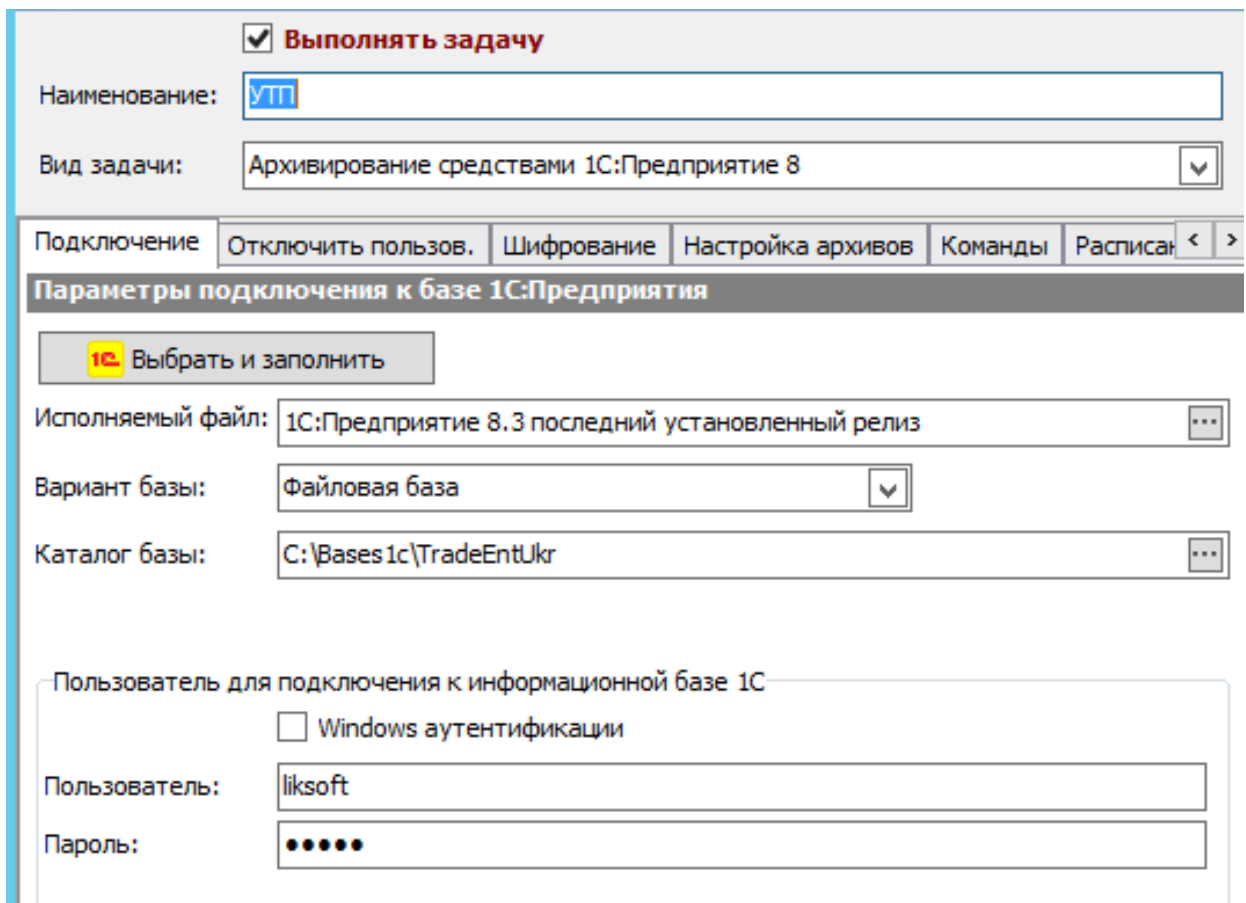 Выполнять задачу
Наименование: УТП
Вид задачи: Архивирование средствами 1С:Предприятие 8
Подключение Отключить пользов. Шифрование Настройка архивов Команды Расписан
Параметры подключения к базе 1С:Предприятия
1С Выбрать и заполнить
Исполняемый файл: 1С:Предприятие 8.3 последний установленный релиз
Вариант базы: Файловая база
Каталог базы: C:\Bases1c\TradeEntUkr
Пользователь для подключения к информационной базе 1С
Windows аутентификации
Пользователь: liksoft
Пароль: •••••